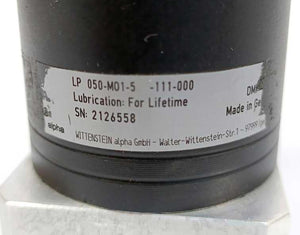 LP 050-M01-5 -111-000
Lubrication: For Lifetime
SN: 2126558
Made in Ge
alpha
WITTENSTEIN alpha GmbH - Walter-Wittenstein-Str.1 - 97999